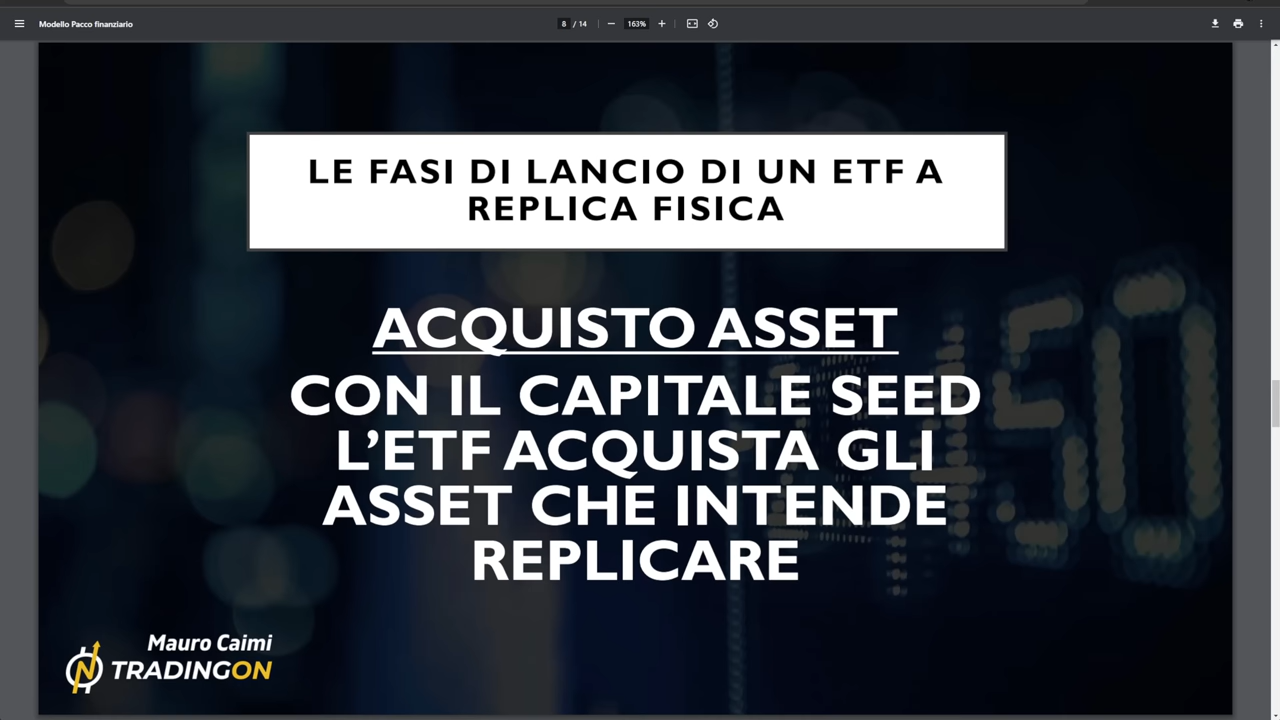 Modello Pacco finanziario
8 / 14
163%
LE FASI DI LANCIO DI UN ETF A
REPLICA FISICA
ACQUISTO ASSET
CON IL CAPITALE SEED
L’ETF ACQUISTA GLI
ASSET CHE INTENDE
REPLICARE
450
Mauro Caimi
TRADINGON